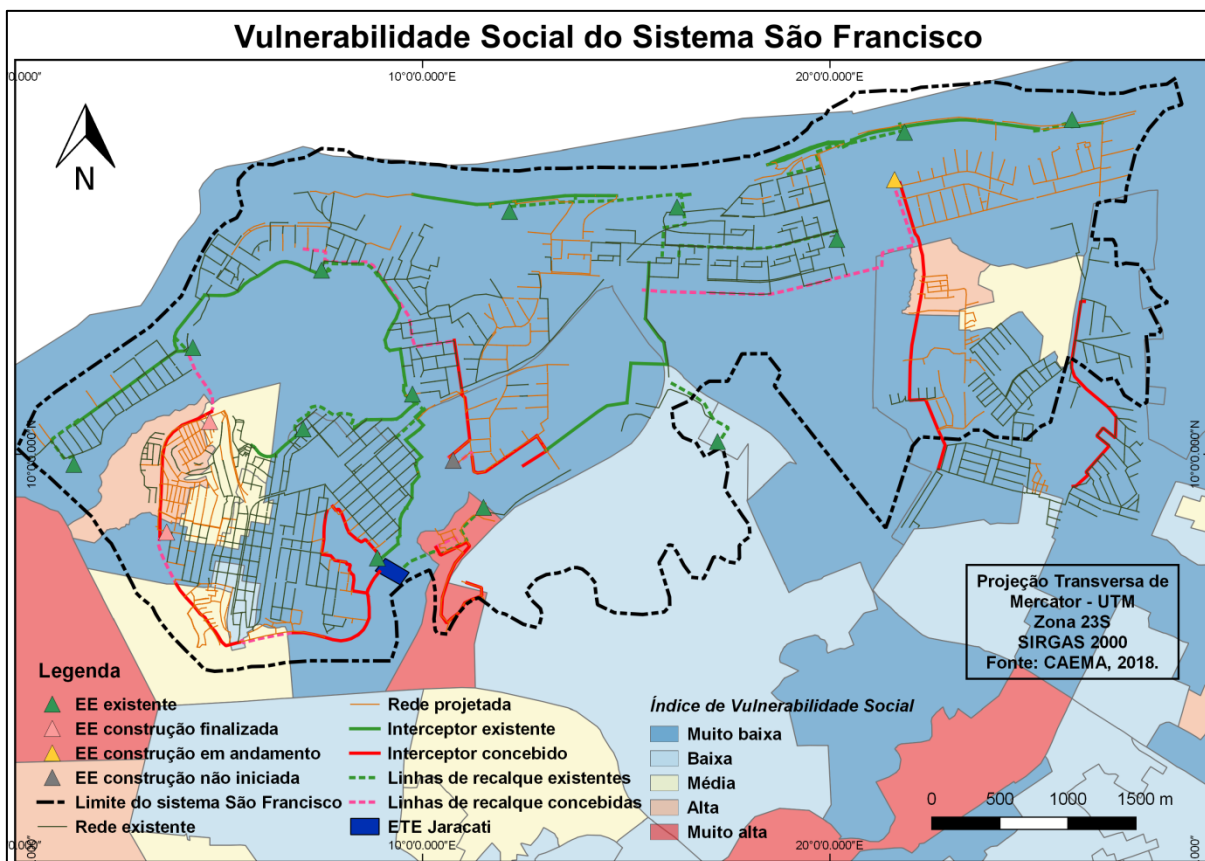 Vulnerabilidade Social do Sistema São Francisco
0.000" 10°0'0.000"E 20°0'0.000"E
N
10°0'0.000"N 10°0'0.000"N
Projeção Transversa de
Mercator - UTM
Zona 23S
SIRGAS 2000
Fonte: CAEMA, 2018.
Legenda
EE existente
EE construção finalizada
EE construção em andamento
EE construção não iniciada
Limite do sistema São Francisco
Rede existente
Rede projetada
Interceptor existente
Interceptor concebido
Linhas de recalque existentes
Linhas de recalque concebidas
ETE Jaracati
Índice de Vulnerabilidade Social
Muito baixa
Baixa
Média
Alta
Muito alta
0 500 1000 1500 m
0.000" 10°0'0.000"E 20°0'0.000"E